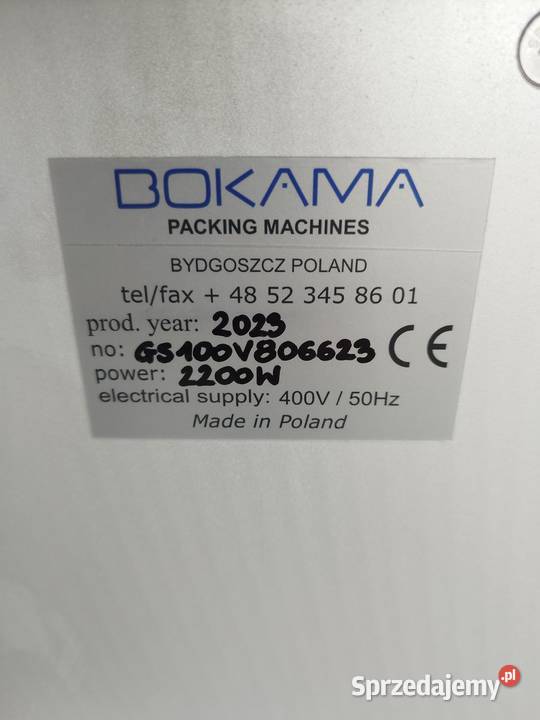 BOKAMA
PACKING MACHINES
BYDGOSZCZ POLAND
tel/fax + 48 52 345 86 01
prod. year: 2023
no: GS100V806623
power: 2200W
electrical supply: 400V / 50Hz
Made in Poland
CE
Sprzedajemy.pl